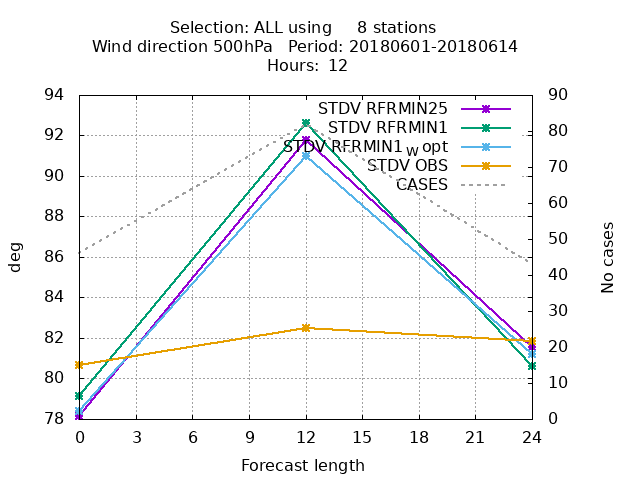 Selection: ALL using 8 stations
Wind direction 500hPa Period: 20180601-20180614
Hours: 12
94
92
90
88
86
84
82
80
78
90
80
70
60
50
40
30
20
10
0
STDV RFRMIN25
STDV RFRMIN1
STDV RFRMIN1_w opt
STDV OBS
CASES
deg
No cases
0 3 6 9 12 15 18 21 24
Forecast length